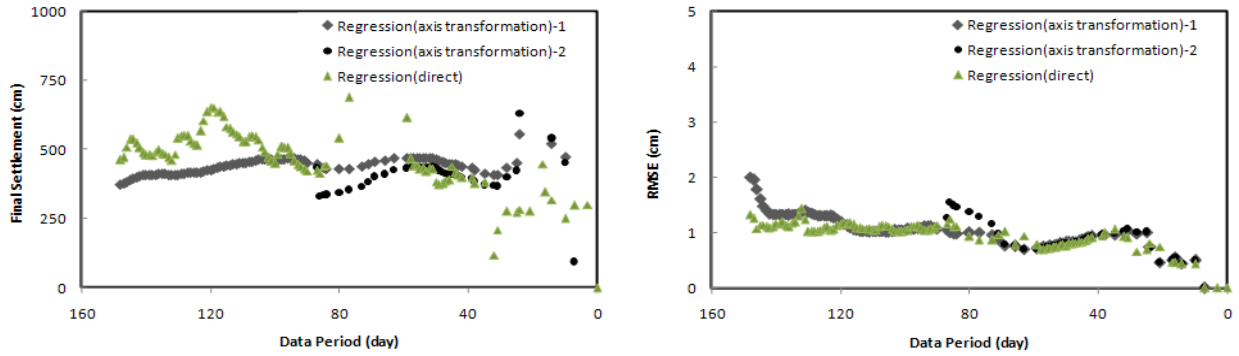 1000
750
500
250
0
Final Settlement (cm)
160
120
80
40
0
Data Period (day)
Regression(axis transformation)-1
Regression(axis transformation)-2
Regression(direct)
5
4
3
2
1
0
RMSE (cm)
160
120
80
40
0
Data Period (day)
Regression(axis transformation)-1
Regression(axis transformation)-2
Regression(direct)